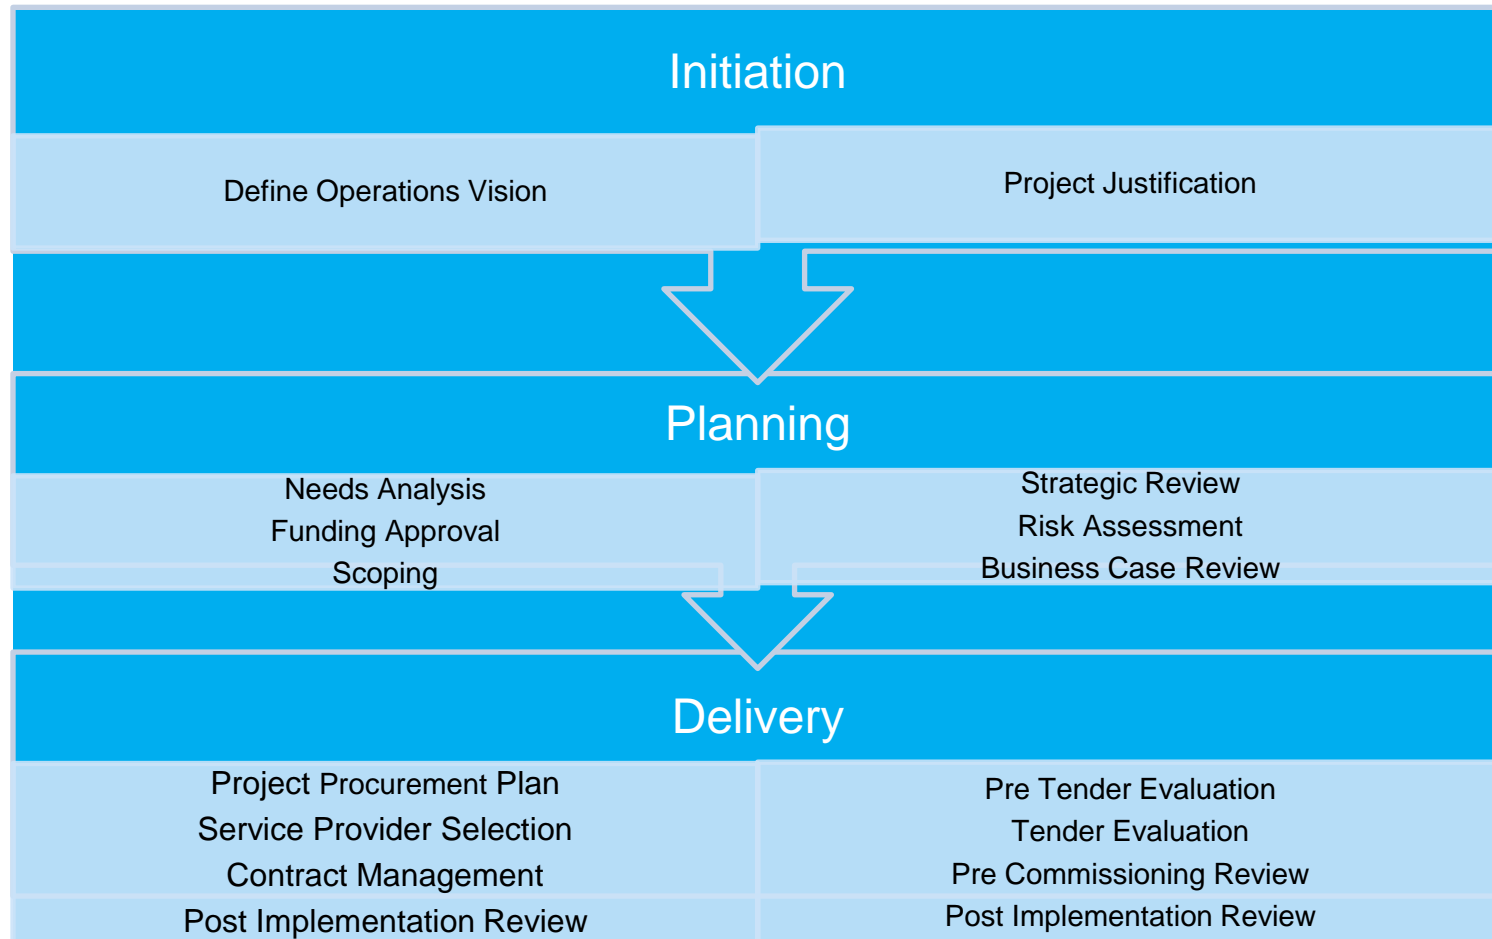 Initiation
Define Operations Vision
Project Justification
Planning
Needs Analysis
Funding Approval
Scoping
Strategic Review
Risk Assessment
Business Case Review
Delivery
Project Procurement Plan
Service Provider Selection
Contract Management
Post Implementation Review
Pre Tender Evaluation
Tender Evaluation
Pre Commissioning Review
Post Implementation Review